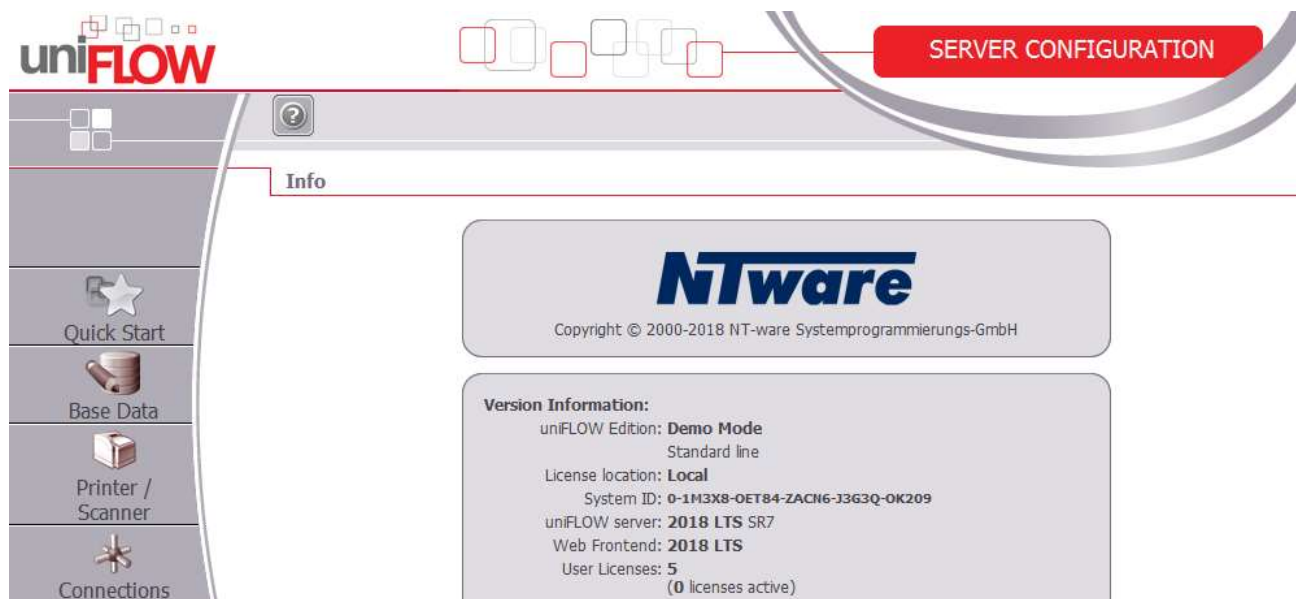 uniFLOW
SERVER CONFIGURATION
Info
NTware
Copyright © 2000-2018 NT-ware Systemprogrammierungs-GmbH
Quick Start
Base Data
Printer /
Scanner
Connections
Version Information:
uniFLOW Edition: Demo Mode
Standard line
License location: Local
System ID: 0-1M3X8-OET84-ZACN6-J3G3Q-OK209
uniFLOW server: 2018 LTS SR7
Web Frontend: 2018 LTS
User Licenses: 5
(0 licenses active)